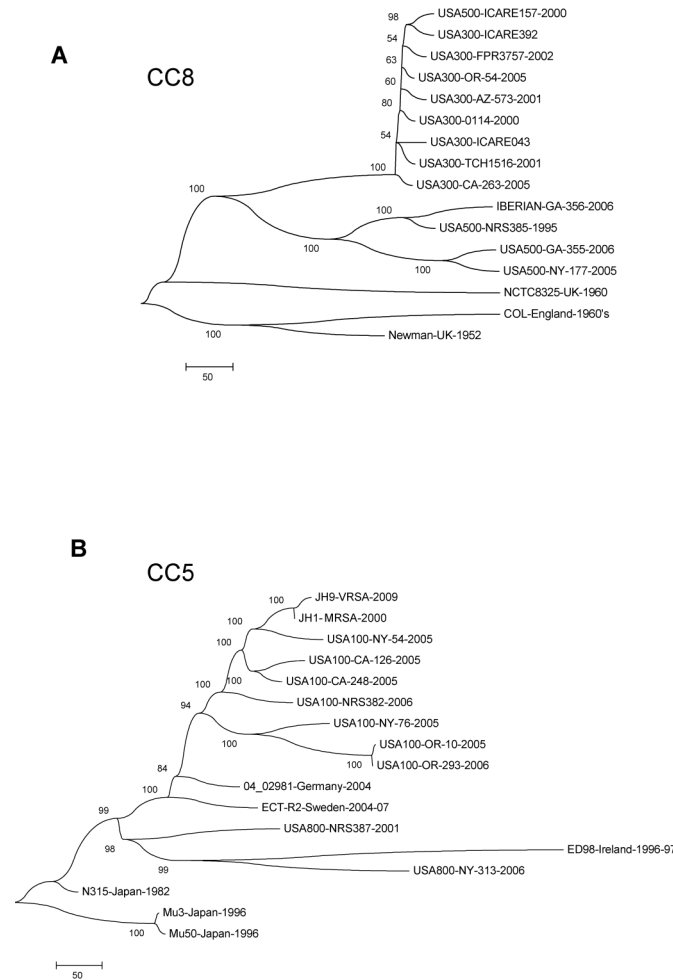 A
CC8
USA500-ICARE157-2000
98
USA300-ICARE392
54
USA300-FPR3757-2002
63
USA300-OR-54-2005
60
USA300-AZ-573-2001
80
USA300-0114-2000
54
USA300-ICARE043
USA300-TCH1516-2001
100
USA300-CA-263-2005
100
IBERIAN-GA-356-2006
100
USA500-NRS385-1995
100
USA500-GA-355-2006
100
USA500-NY-177-2005
NCTC8325-UK-1960
COL-England-1960's
100
Newman-UK-1952
50
B
CC5
JH9-VRSA-2009
100
JH1-MRSA-2000
100
USA100-NY-54-2005
100
USA100-CA-126-2005
100
USA100-CA-248-2005
100
USA100-NRS382-2006
94
USA100-NY-76-2005
100
USA100-OR-10-2005
100
USA100-OR-293-2006
84
04_02981-Germany-2004
100
ECT-R2-Sweden-2004-07
99
USA800-NRS387-2001
98
ED98-Ireland-1996-97
99
USA800-NY-313-2006
N315-Japan-1982
Mu3-Japan-1996
100
Mu50-Japan-1996
50